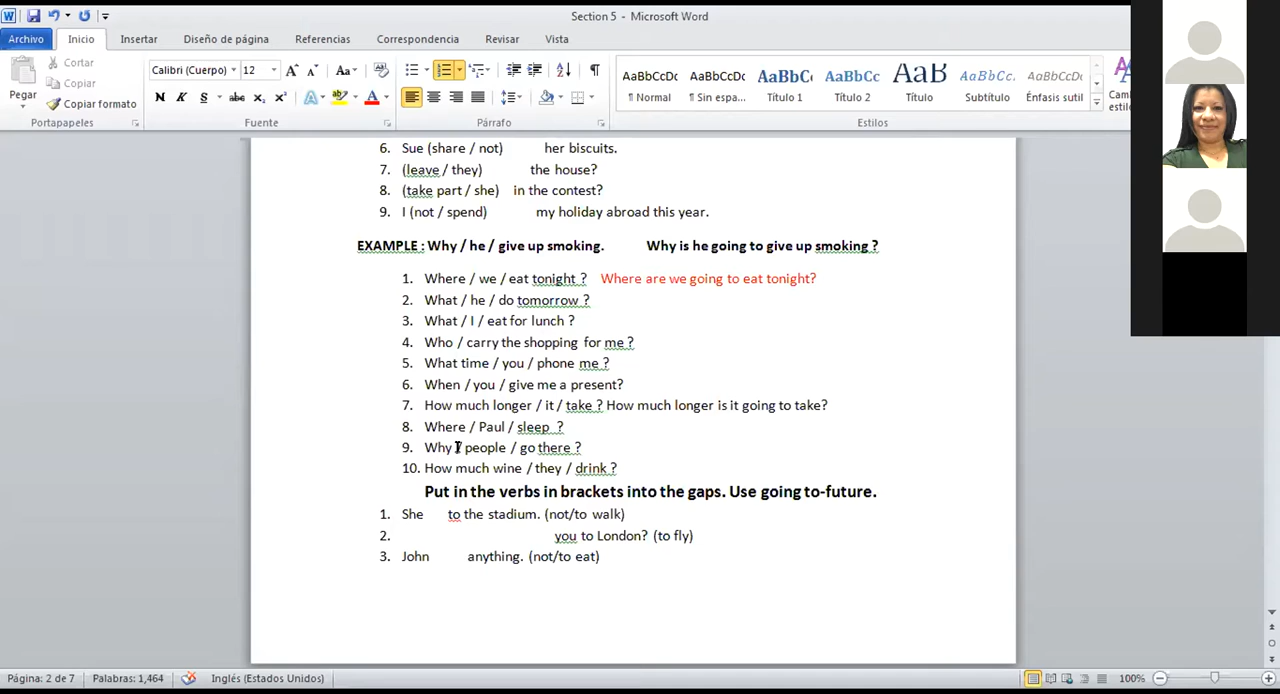 Section 5 - Microsoft Word
Archivo Inicio Insertar Diseño de página Referencias Correspondencia Revisar Vista
Cortar
Copiar
Copiar formato
Pegar
Portapapeles
Calibri (Cuerpo) 12
Fuente
Párrafo
AaBbCcDc AaBbCcDc AaBbC AaBbCc AaB AaBbCc. AaBbCcDc
¶ Normal ¶ Sin espa... Título 1 Título 2 Título Subtítulo Énfasis sutil
Estilos
6. Sue (share / not) her biscuits.
7. (leave / they) the house?
8. (take part / she) in the contest?
9. I (not / spend) my holiday abroad this year.
EXAMPLE : Why / he / give up smoking. Why is he going to give up smoking ?
1. Where / we / eat tonight ? Where are we going to eat tonight?
2. What / he / do tomorrow ?
3. What / I / eat for lunch ?
4. Who / carry the shopping for me ?
5. What time / you / phone me ?
6. When / you / give me a present?
7. How much longer / it / take ? How much longer is it going to take?
8. Where / Paul / sleep ?
9. Why / people / go there ?
10. How much wine / they / drink ?
Put in the verbs in brackets into the gaps. Use going to-future.
1. She to the stadium. (not/to walk)
2. you to London? (to fly)
3. John anything. (not/to eat)
Página: 2 de 7 Palabras: 1,464 Inglés (Estados Unidos) 100%